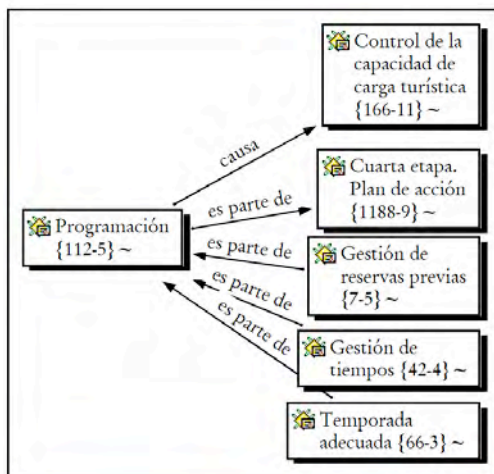 Control de la
capacidad de
carga turística
{166-11} ~
causa
Cuarta etapa.
Plan de acción
{1188-9} ~
es parte de
Programación
{112-5} ~
es parte de
Gestión de
reservas previas
{7-5} ~
es parte de
Gestión de
tiempos {42-4} ~
es parte de
Temporada
adecuada {66-3} ~